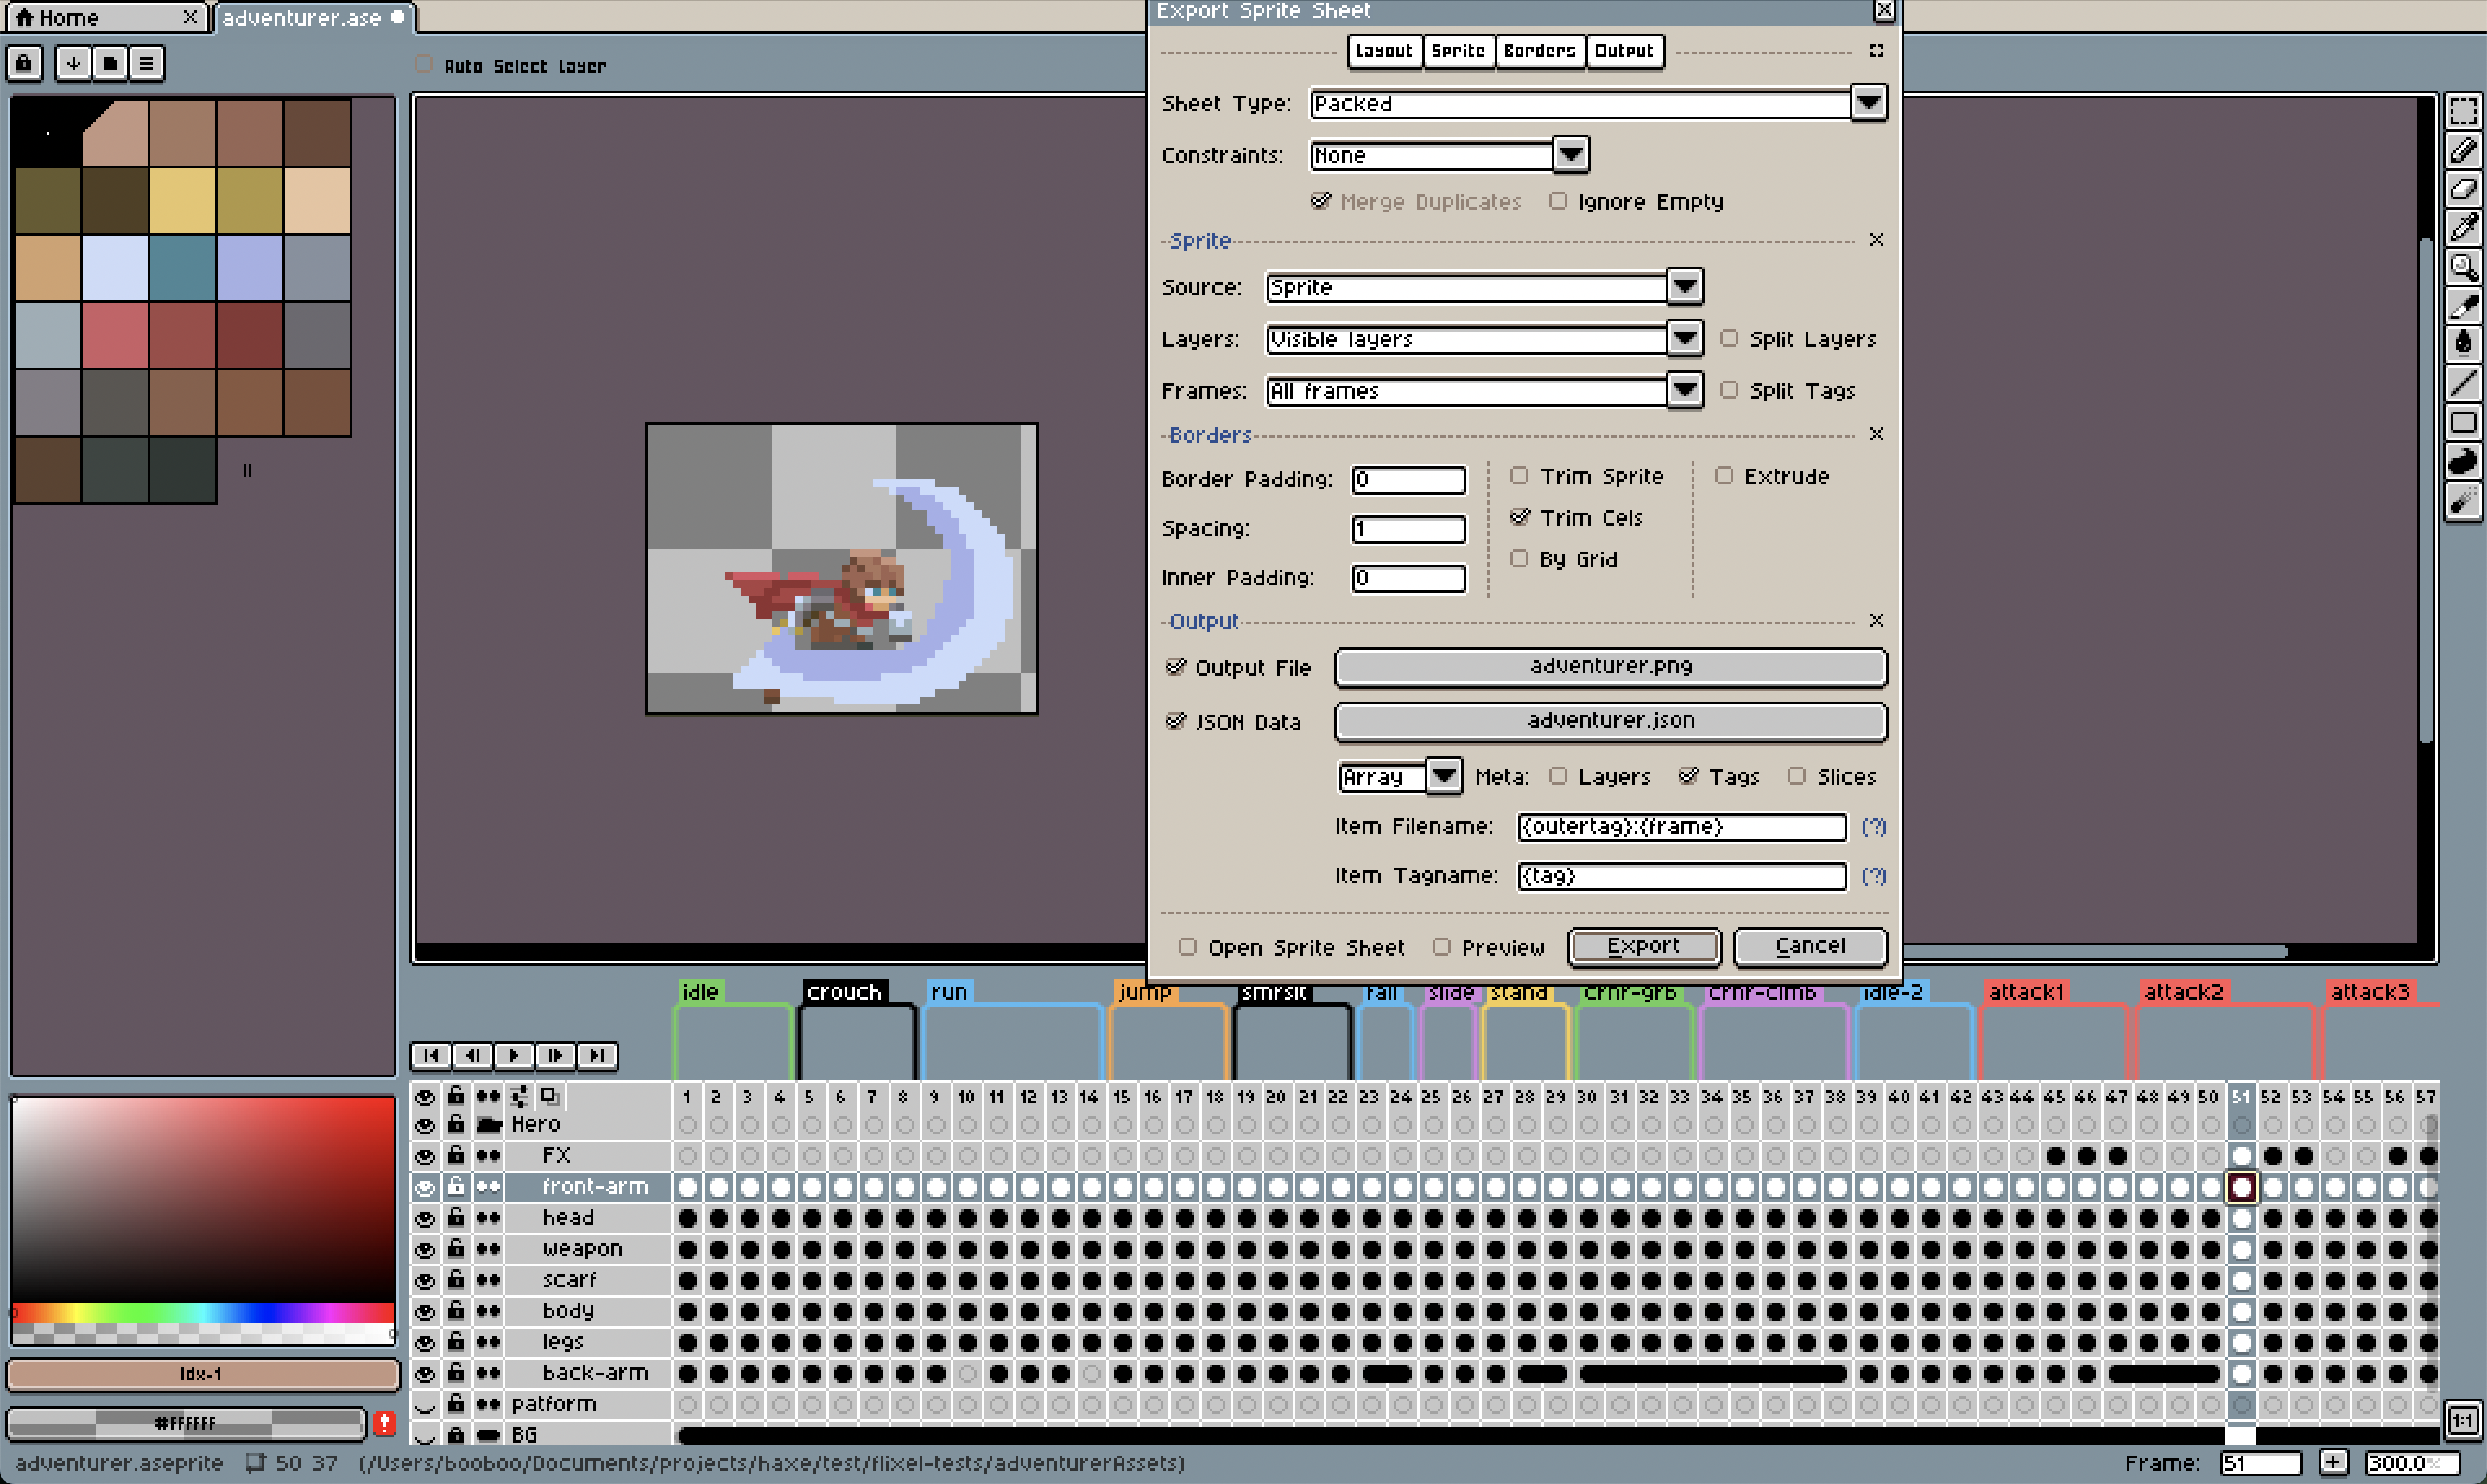 Home
adventurer.ase
Auto Select Layer
Export Sprite Sheet
Layout Sprite Borders Output
Sheet Type: Packed
Constraints: None
Merge Duplicates Ignore Empty
Sprite
Source: Sprite
Layers: Visible layers Split Layers
Frames: All frames Split Tags
Borders
Border Padding: 0 Trim Sprite Extrude
Spacing: 1 Trim Cels
By Grid
Inner Padding: 0
Output
Output File adventurer.png
JSON Data adventurer.json
Array Meta: Layers Tags Slices
Item Filename: {outertag}:{frame} (?)
Item Tagname: {tag} (?)
Open Sprite Sheet Preview Export Cancel
idle crouch run jump smrslt fall slide stand crnr-grb crnr-clmb idle-2 attack1 attack2 attack3
1 2 3 4 5 6 7 8 9 10 11 12 13 14 15 16 17 18 19 20 21 22 23 24 25 26 27 28 29 30 31 32 33 34 35 36 37 38 39 40 41 42 43 44 45 46 47 48 49 50 51 52 53 54 55 56 57
Hero
FX
front-arm
head
weapon
scarf
body
legs
back-arm
patform
BG
Idx-1
#FFFFFF
1:1
adventurer.aseprite 50 37 (/Users/booboo/Documents/projects/haxe/test/flixel-tests/adventurerAssets) Frame: 51 + 300.0%